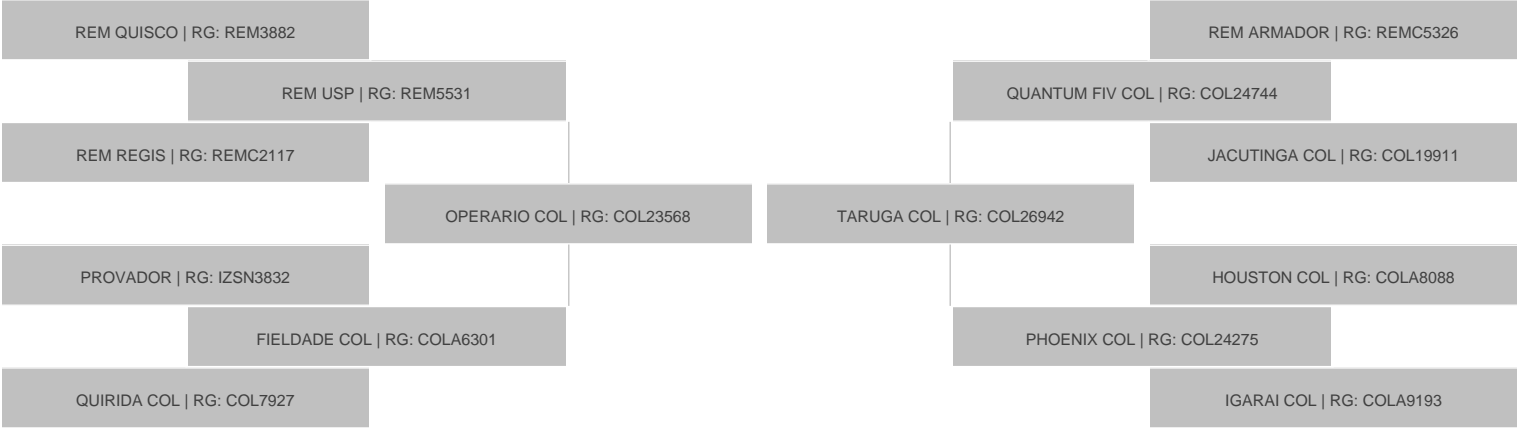 REM QUISCO | RG: REM3882
REM ARMADOR | RG: REMC5326
REM USP | RG: REM5531
QUANTUM FIV COL | RG: COL24744
REM REGIS | RG: REMC2117
JACUTINGA COL | RG: COL19911
OPERARIO COL | RG: COL23568
TARUGA COL | RG: COL26942
PROVADOR | RG: IZSN3832
HOUSTON COL | RG: COLA8088
FIELDADE COL | RG: COLA6301
PHOENIX COL | RG: COL24275
QUIRIDA COL | RG: COL7927
IGARAI COL | RG: COLA9193